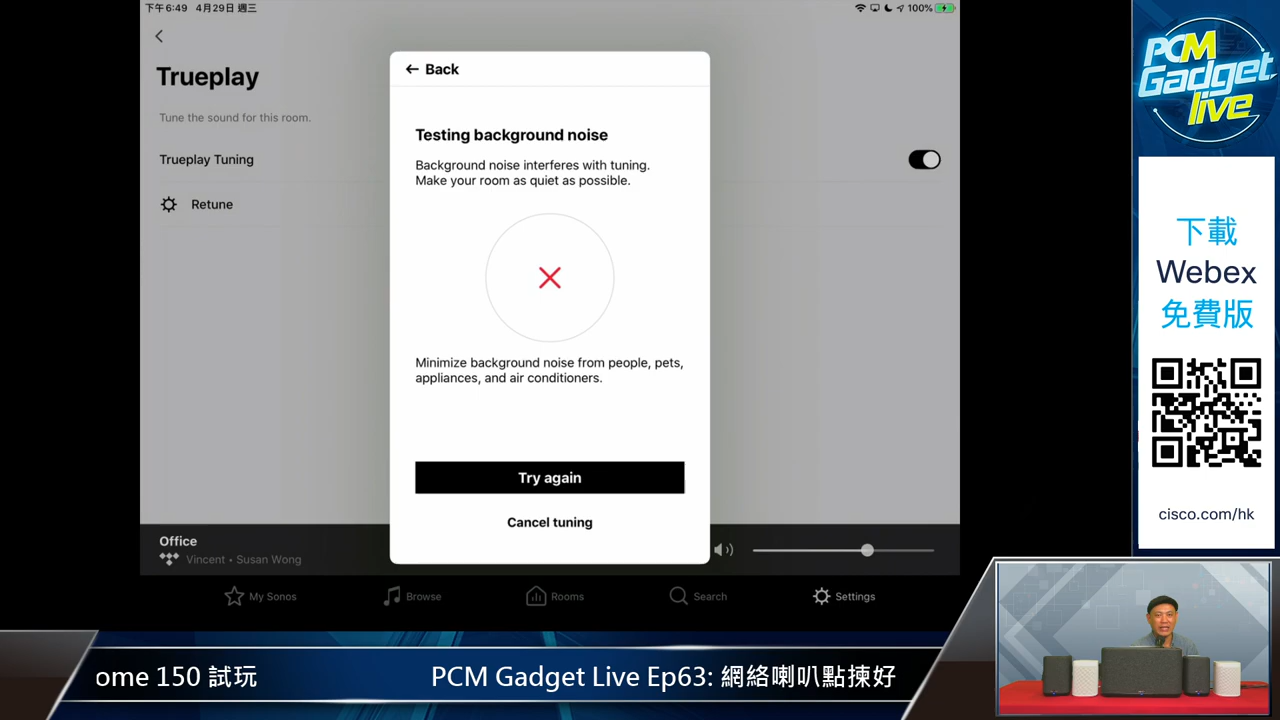 下午6:49 4月29日 週三
100%
Trueplay
Tune the sound for this room.
Trueplay Tuning
Retune
Back
Testing background noise
Background noise interferes with tuning.
Make your room as quiet as possible.
Minimize background noise from people, pets,
appliances, and air conditioners.
Try again
Cancel tuning
Office
Vincent • Susan Wong
My Sonos
Browse
Rooms
Search
Settings
PCM
Gadget
live
下載
Webex
免費版
cisco.com/hk
ome 150 試玩
PCM Gadget Live Ep63: 網絡喇叭點揀好